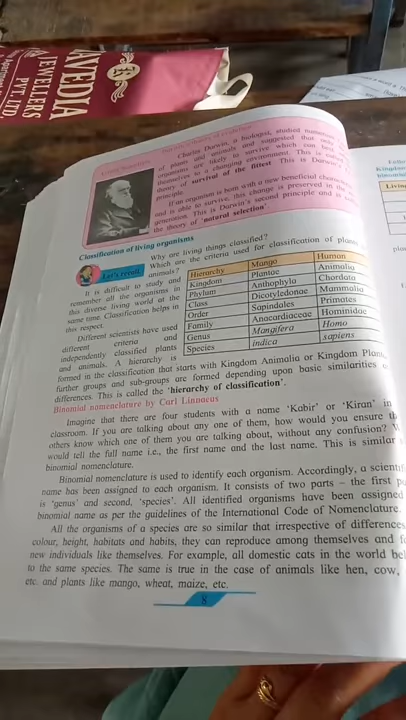 AVEDIA
JEWELLERS
PVT. LTD.
Charles Darwin, a biologist, studied numerous
of plants and animals and suggested that only
organisms are likely to survive which can best
themselves to a changing environment. This is called
theory of survival of the fittest. This is Darwin's
principle.
If an organism is born with a new beneficial
and is able to survive, this change is preserved in the
generation. This is Darwin's second principle and is
the theory of 'natural selection'.
Classification of living organisms
Let's recall
Why are living things classified?
Which are the criteria used for classification of plants
animals?
It is difficult to study and
remember all the organisms in
this diverse living world at the
same time. Classification helps in
this respect.
Different scientists have used
different criteria and
independently classified plants
and animals. A hierarchy is
Hierarchy Mango Human
Kingdom Plantae Animalia
Phylum Anthophyta Chordata
Class Dicotyledonae Mammalia
Order Sapindales Primates
Family Anacardiaceae Hominidae
Genus Mangifera Homo
Species indica sapiens
formed in the classification that starts with Kingdom Animalia or Kingdom
further groups and sub-groups are formed depending upon basic similarities
differences. This is called the 'hierarchy of classification'.
Binomial nomenclature by Carl Linnaeus
Imagine that there are four students with a name 'Kabir' or 'Kiran' in
classroom. If you are talking about any one of them, how would you ensure
others know which one of them you are talking about, without any confusion?
would tell the full name i.e., the first name and the last name. This is similar
binomial nomenclature.
Binomial nomenclature is used to identify each organism. Accordingly, a
name has been assigned to each organism. It consists of two parts – the first
is 'genus' and second, 'species'. All identified organisms have been assigned
binomial name as per the guidelines of the International Code of Nomenclature.
All the organisms of a species are so similar that irrespective of differences
colour, height, habitats and habits, they can reproduce among themselves and
new individuals like themselves. For example, all domestic cats in the world
to the same species. The same is true in the case of animals like hen, cow,
etc. and plants like mango, wheat, maize, etc.
8